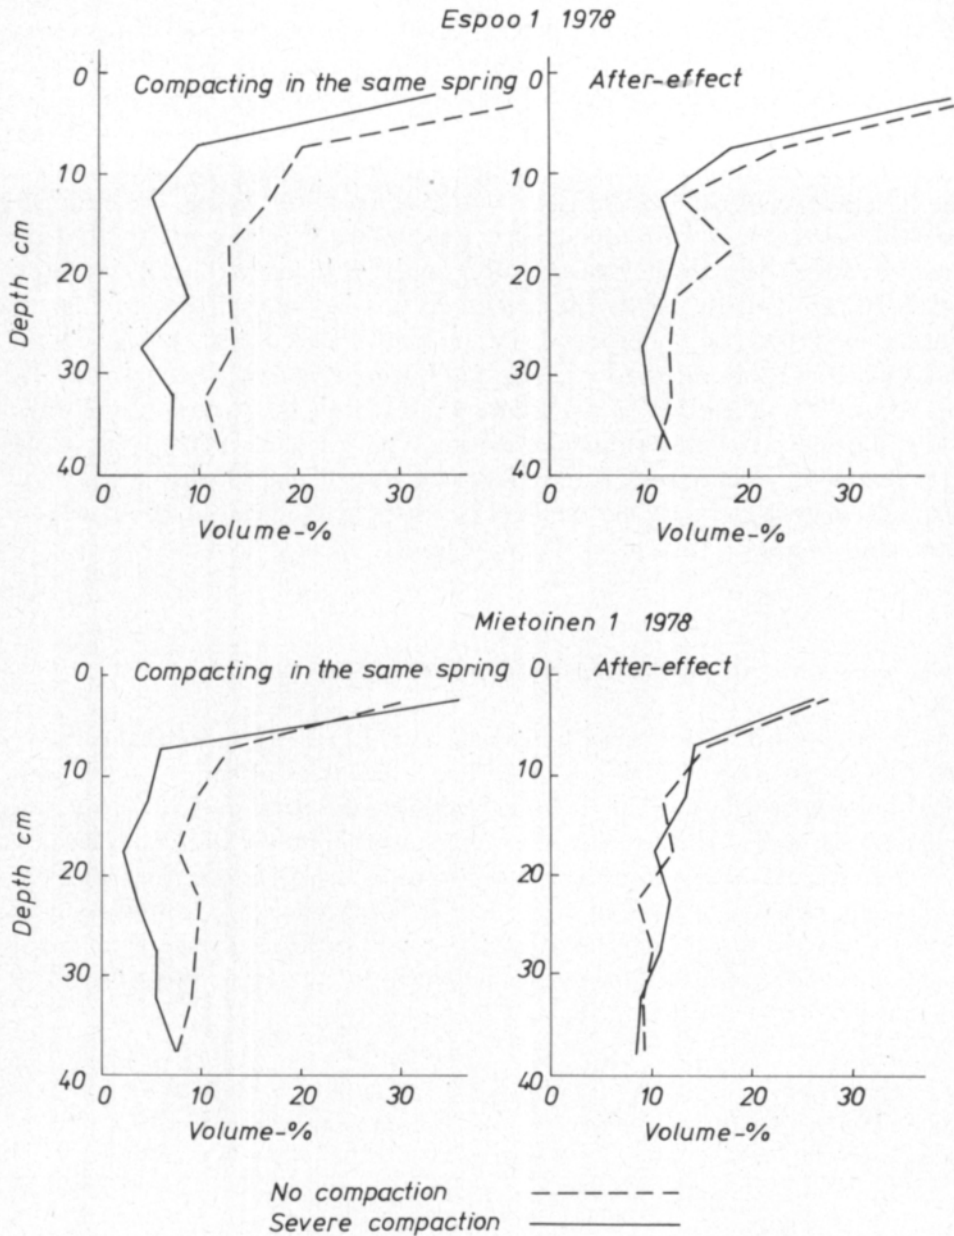 Espoo 1 1978
Compacting in the same spring
After-effect
0
10
20
30
40
Depth cm
0 10 20 30
Volume-%
0
10
20
30
40
0 10 20 30
Volume-%
Mietoinen 1 1978
Compacting in the same spring
After-effect
0
10
20
30
40
Depth cm
0 10 20 30
Volume-%
0
10
20
30
40
0 10 20 30
Volume-%
No compaction
Severe compaction